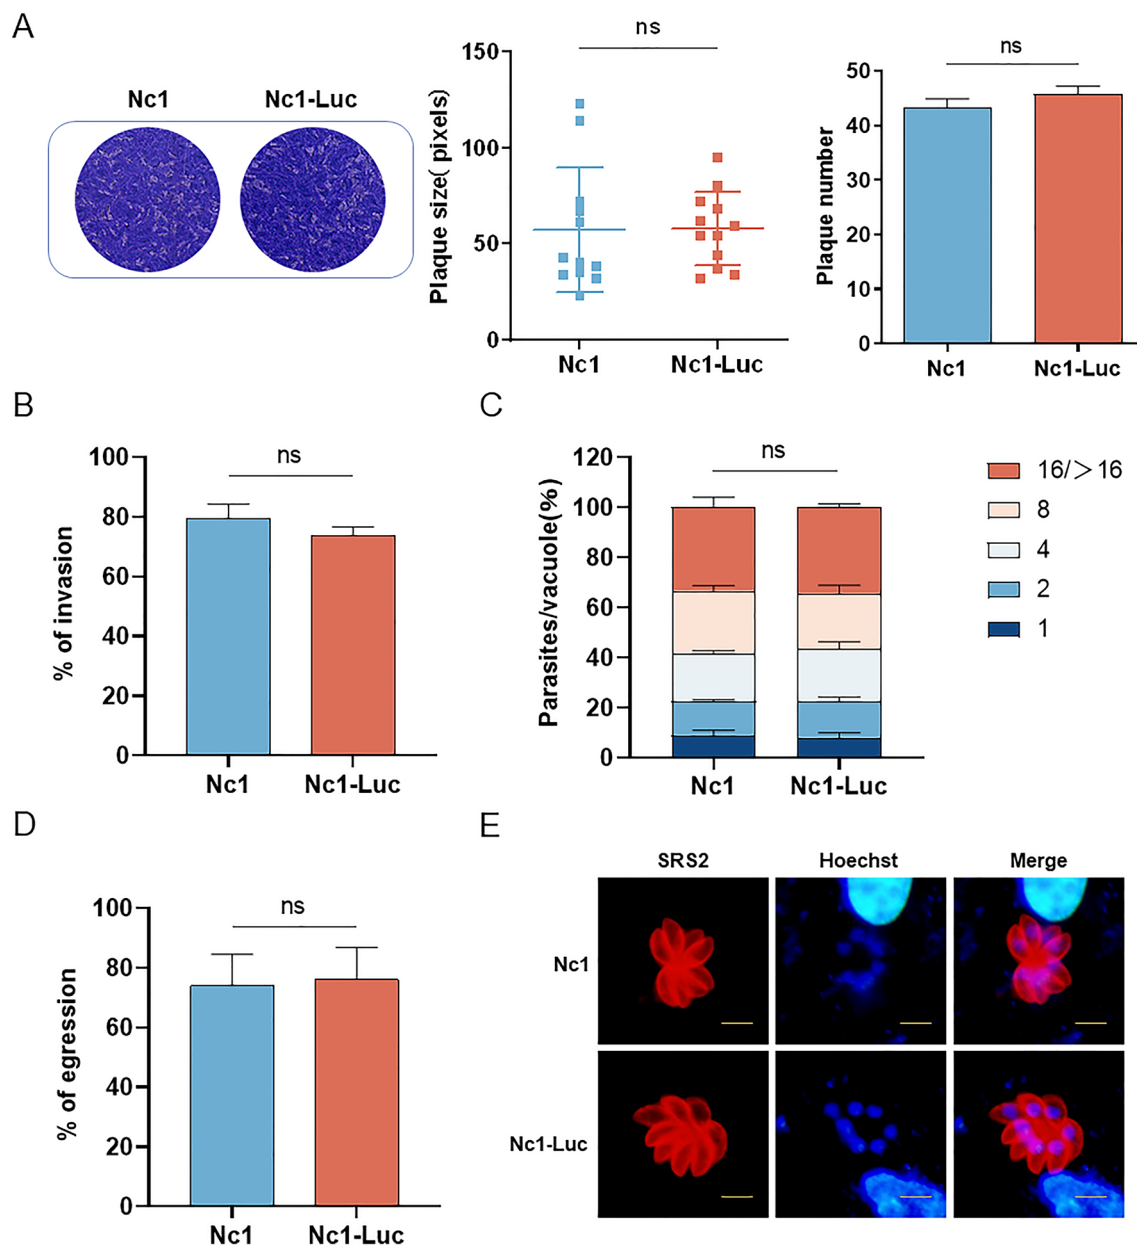 A
Nc1 Nc1-Luc
ns
Plaque size( pixels)
150
100
50
0
Nc1 Nc1-Luc
ns
Plaque number
50
40
30
20
10
0
Nc1 Nc1-Luc
B
ns
% of invasion
100
80
60
40
20
0
Nc1 Nc1-Luc
C
ns
Parasites/vacuole(%)
120
100
80
60
40
20
0
Nc1 Nc1-Luc
16/＞16
8
4
2
1
D
ns
% of egression
100
80
60
40
20
0
Nc1 Nc1-Luc
E
SRS2 Hoechst Merge
Nc1
Nc1-Luc